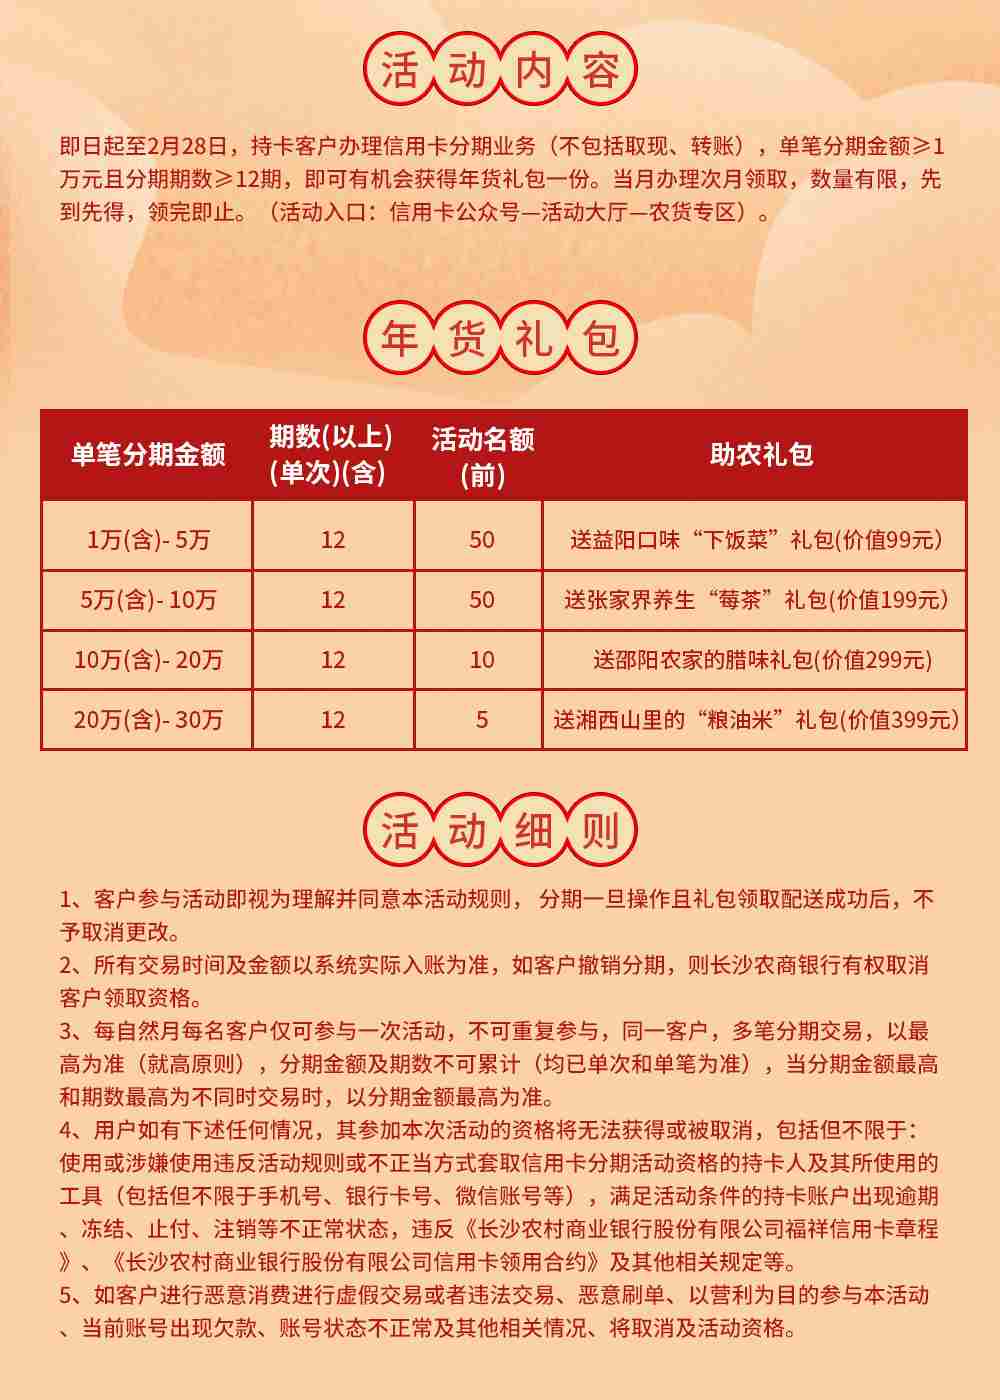 活动内容
即日起至2月28日，持卡客户办理信用卡分期业务（不包括取现、转账），单笔分期金额≥1
万元且分期期数≥12期，即可有机会获得年货礼包一份。当月办理次月领取，数量有限，先
到先得，领完即止。（活动入口：信用卡公众号—活动大厅—农货专区）。
年货礼包
单笔分期金额 期数(以上)(单次)(含) 活动名额(前) 助农礼包
1万(含)- 5万 12 50 送益阳口味“下饭菜”礼包(价值99元）
5万(含)- 10万 12 50 送张家界养生“莓茶”礼包(价值199元）
10万(含)- 20万 12 10 送邵阳农家的腊味礼包(价值299元)
20万(含)- 30万 12 5 送湘西山里的“粮油米”礼包(价值399元）
活动细则
1、客户参与活动即视为理解并同意本活动规则， 分期一旦操作且礼包领取配送成功后，不
予取消更改。
2、所有交易时间及金额以系统实际入账为准，如客户撤销分期，则长沙农商银行有权取消
客户领取资格。
3、每自然月每名客户仅可参与一次活动，不可重复参与，同一客户，多笔分期交易，以最
高为准（就高原则），分期金额及期数不可累计（均已单次和单笔为准），当分期金额最高
和期数最高为不同时交易时，以分期金额最高为准。
4、用户如有下述任何情况，其参加本次活动的资格将无法获得或被取消，包括但不限于：
使用或涉嫌使用违反活动规则或不正当方式套取信用卡分期活动资格的持卡人及其所使用的
工具（包括但不限于手机号、银行卡号、微信账号等），满足活动条件的持卡账户出现逾期
、冻结、止付、注销等不正常状态，违反《长沙农村商业银行股份有限公司福祥信用卡章程
》、《长沙农村商业银行股份有限公司信用卡领用合约》及其他相关规定等。
5、如客户进行恶意消费进行虚假交易或者违法交易、恶意刷单、以营利为目的参与本活动
、当前账号出现欠款、账号状态不正常及其他相关情况、将取消及活动资格。